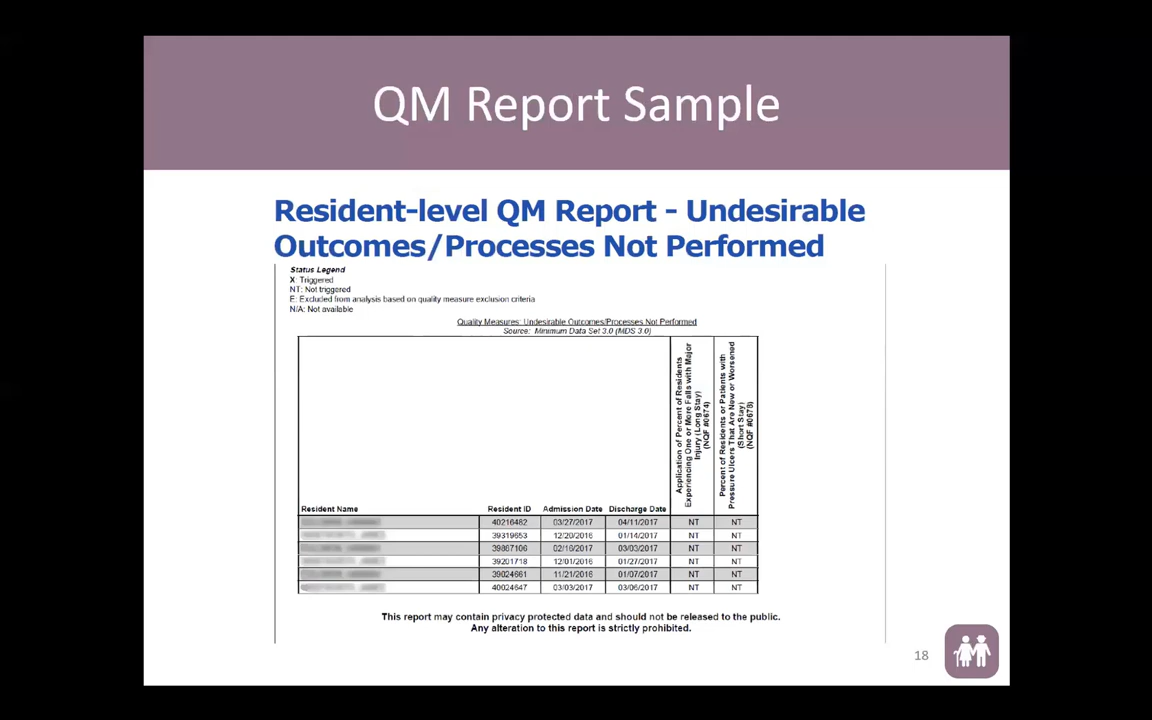 QM Report Sample
Resident-level QM Report - Undesirable
Outcomes/Processes Not Performed
Status Legend
X: Triggered
NT: Not triggered
E: Excluded from analysis based on quality measure exclusion criteria
N/A: Not available
Quality Measures: Undesirable Outcomes/Processes Not Performed
Source: Minimum Data Set 3.0 (MDS 3.0)
Application of Percent of Residents
Experiencing One or More Falls with Major
Injury (Long Stay)
(NQF #0674)
Percent of Residents or Patients with
Pressure Ulcers That Are New or Worsened
(Short Stay)
(NQF #0678)
Resident Name Resident ID Admission Date Discharge Date
40216482 03/27/2017 04/11/2017 NT NT
39319653 12/20/2016 01/14/2017 NT NT
39887106 02/16/2017 03/03/2017 NT NT
39201718 12/01/2016 01/27/2017 NT NT
39024661 11/21/2016 01/07/2017 NT NT
40024647 03/03/2017 03/06/2017 NT NT
This report may contain privacy protected data and should not be released to the public.
Any alteration to this report is strictly prohibited.
18